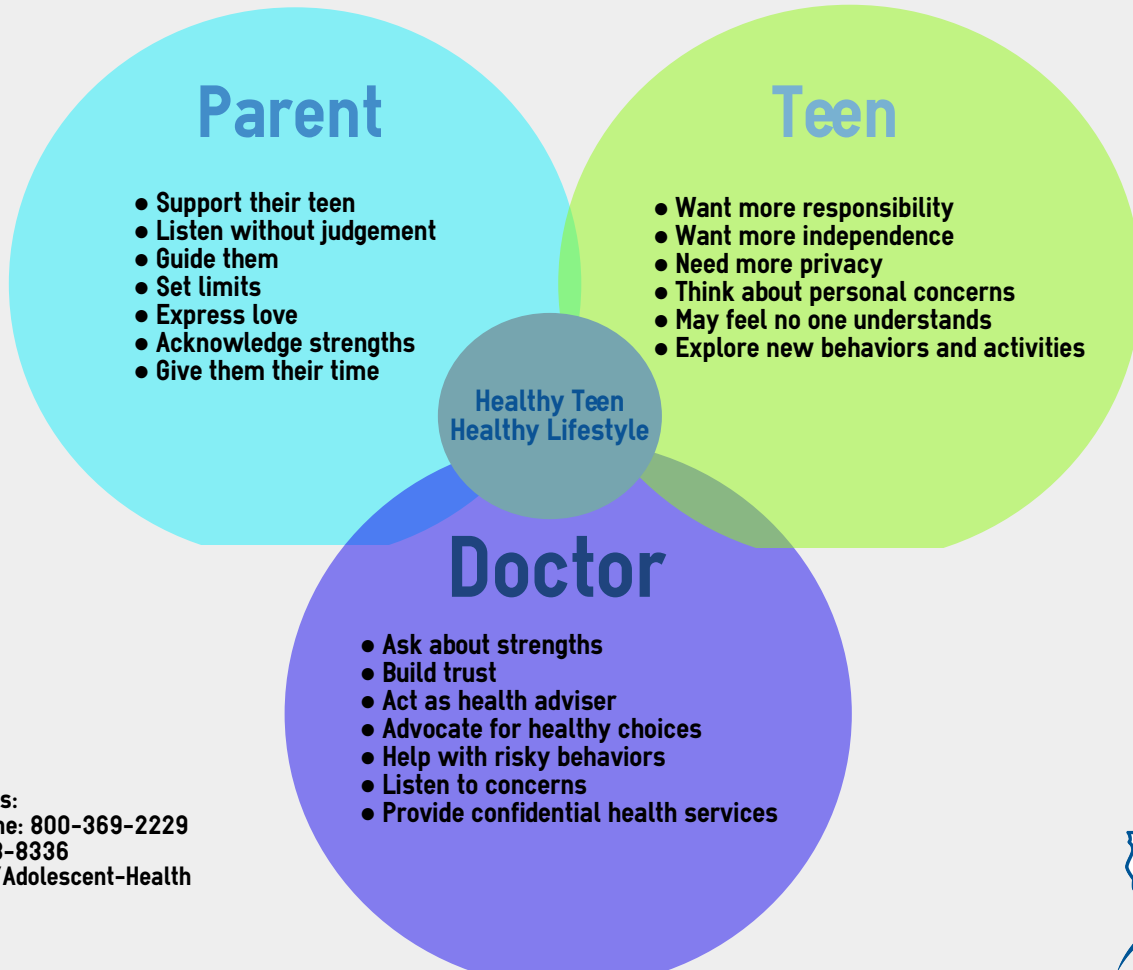 Parent
● Support their teen
● Listen without judgement
● Guide them
● Set limits
● Express love
● Acknowledge strengths
● Give them their time
Teen
● Want more responsibility
● Want more independence
● Need more privacy
● Think about personal concerns
● May feel no one understands
● Explore new behaviors and activities
Healthy Teen
Healthy Lifestyle
Doctor
● Ask about strengths
● Build trust
● Act as health adviser
● Advocate for healthy choices
● Help with risky behaviors
● Listen to concerns
● Provide confidential health services
s:
ne: 800-369-2229
-8336
/Adolescent-Health